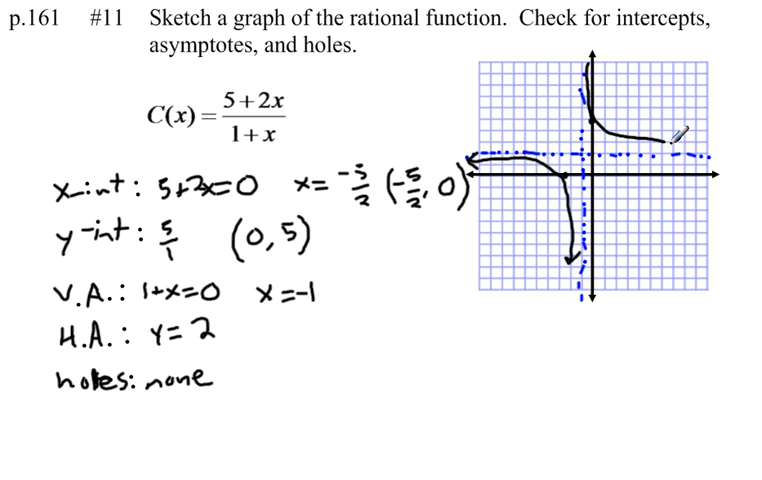 p.161 #11 Sketch a graph of the rational function. Check for intercepts,
asymptotes, and holes.
C(x) = (5+2x)/(1+x)
x-int: 5+2x=0 x= -5/2 (-5/2, 0)
y-int: 5/1 (0, 5)
V.A.: 1+x=0 x=-1
H.A.: y=2
holes: none